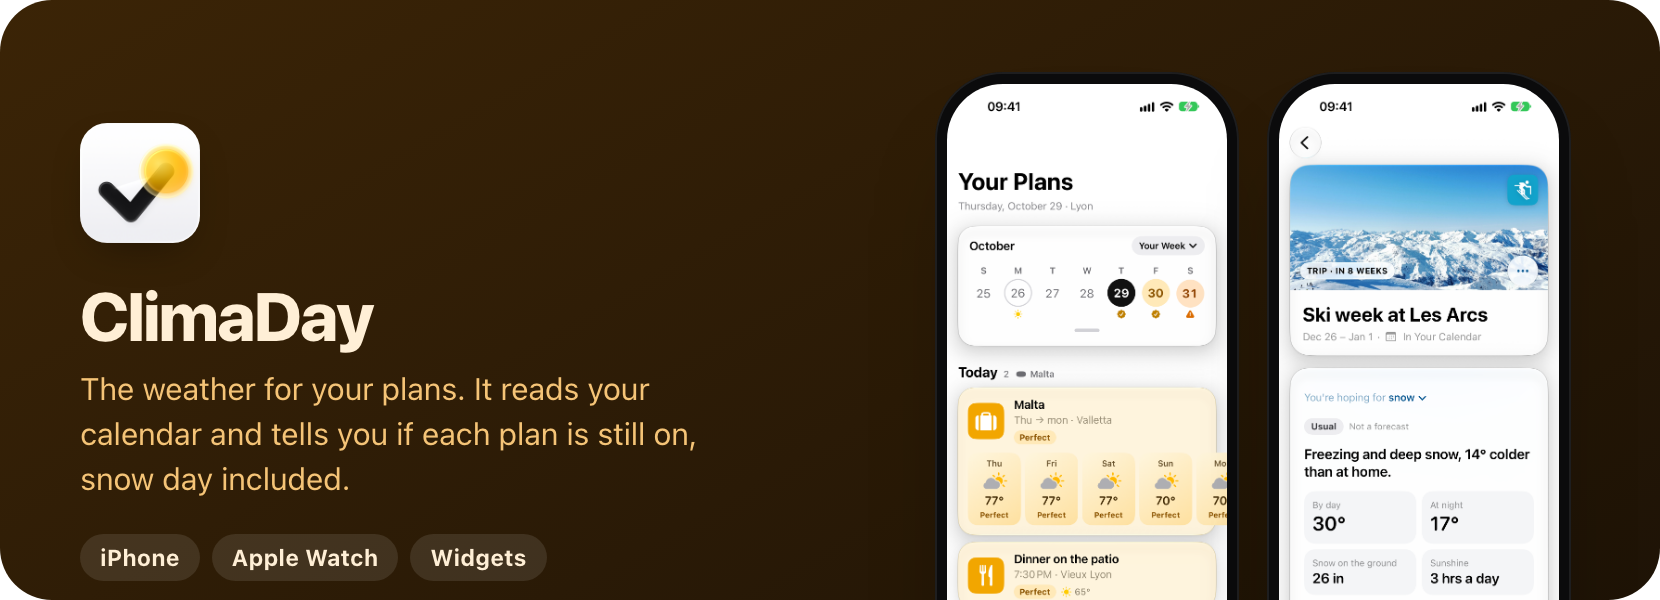 ClimaDay
The weather for your plans. It reads your
calendar and tells you if each plan is still on,
snow day included.
iPhone
Apple Watch
Widgets
09:41
Your Plans
Thursday, October 29 · Lyon
October
Your Week
S M T W T F S
25 26 27 28 29 30 31
Today 2 Malta
Malta
Thu → mon · Valletta
Perfect
Thu Fri Sat Sun Mo
77° 77° 77° 70° 70
Perfect Perfect Perfect Perfect Perfe
Dinner on the patio
7:30 PM · Vieux Lyon
Perfect 65°
09:41
TRIP · IN 8 WEEKS
Ski week at Les Arcs
Dec 26 – Jan 1 · In Your Calendar
You're hoping for snow
Usual Not a forecast
Freezing and deep snow, 14° colder
than at home.
By day
30°
At night
17°
Snow on the ground
26 in
Sunshine
3 hrs a day